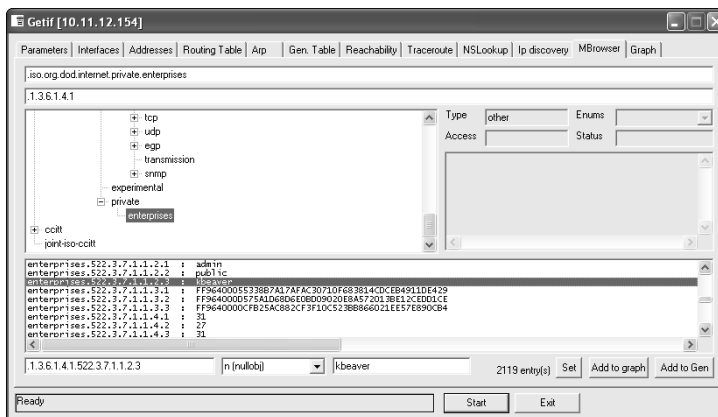 Getif [10.11.12.154]
Parameters Interfaces Addresses Routing Table Arp Gen. Table Reachability Traceroute NSLookup Ip discovery MBrowser Graph
.iso.org.dod.internet.private.enterprises
.1.3.6.1.4.1
tcp
udp
egp
transmission
snmp
experimental
private
enterprises
ccitt
joint-iso-ccitt
Type other Enums
Access Status
enterprises.522.3.7.1.1.2.1 : admin
enterprises.522.3.7.1.1.2.2 : public
enterprises.522.3.7.1.1.2.3 : kbeaver
enterprises.522.3.7.1.1.3.1 : FF96400055338B7A17AFAC30710F683814CDCEB4911DE429
enterprises.522.3.7.1.1.3.2 : FF964000D575A1D68D6E0BD09020E8A572013BE12CEDD1CE
enterprises.522.3.7.1.1.3.3 : FF964000CFB25AC882CF3F10C523BB866021EE57E890CB4
enterprises.522.3.7.1.1.4.1 : 31
enterprises.522.3.7.1.1.4.2 : 27
enterprises.522.3.7.1.1.4.3 : 31
.1.3.6.1.4.1.522.3.7.1.1.2.3 n (nullobj) kbeaver 2119 entry(s) Set Add to graph Add to Gen
Ready Start Exit